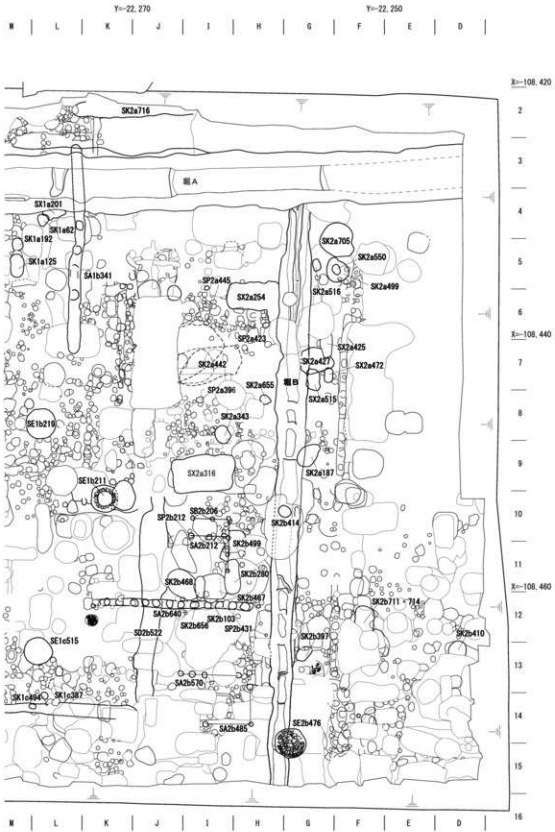 Y=-22,270
Y=-22,250
M | L | K | J | I | H | G | F | E | D |
X=-108,420
2
SK2a716
3
堀A
SX1a201
4
SK1a62
SK2a705
SK1a192
SK2a550
5
SK1a125
SA1b341
SP2a445
SK2a254
SK2a516
SK2a499
6
X=-108,440
SP2a423
SX2a425
7
SK2a442
SK2a427
SX2a472
堀B
SP2a396
SK2a655
SX2a515
8
SK2a343
SE1b219
9
SX2a316
SK2a187
SE1b211
10
SP2b212
SB2b206
SK2b414
SA2b212
SK2b499
11
SK2b280
X=-108,460
SK2b468
SK2b467
SK2b711・714
12
SA2b640
SK2b103
SD2b522
SK2b656
SP2b431
SK2b397
SK2b410
SE1c515
13
SA2b570
SK1c494
SK1c387
14
SA2b485
SE2b476
15
16
M | L | K | J | I | H | G | F | E | D |